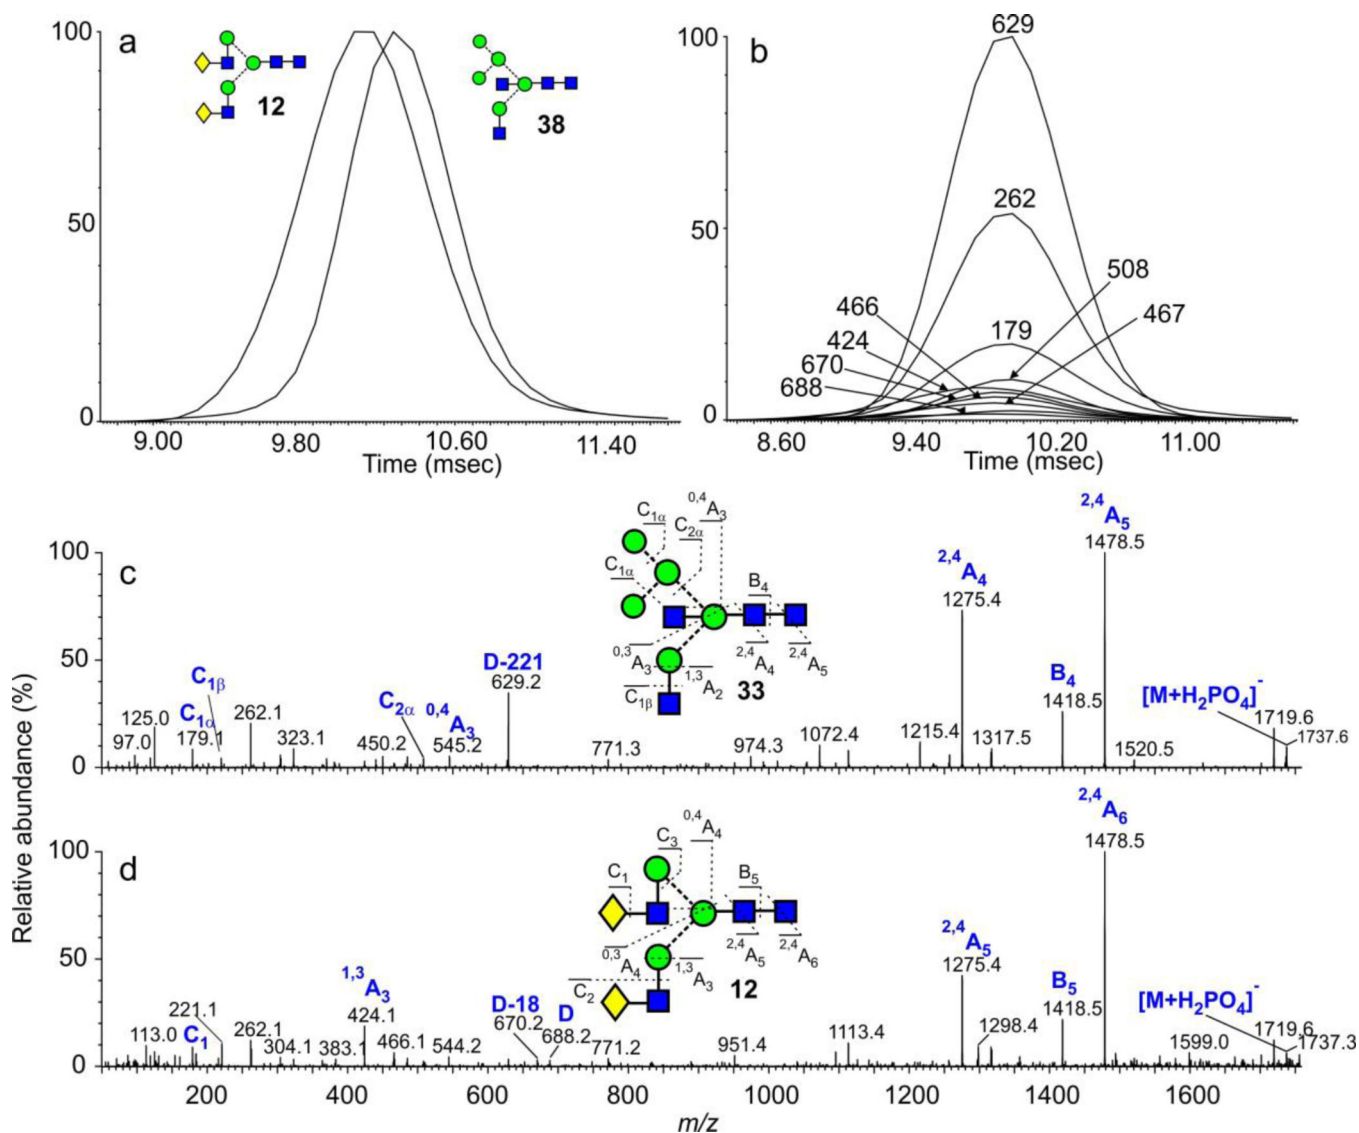 a
100
50
0
12
38
9.00 9.80 10.60 11.40
Time (msec)
b
100
50
0
629
262
508
466
467
179
424
670
688
8.60 9.40 10.20 11.00
Time (msec)
Relative abundance (%)
c
100
50
0
97.0
125.0
C1α
179.1
C1β
262.1
323.1
450.2
C2α
0,4A3
545.2
D-221
629.2
771.3
974.3
1072.4
1215.4
2,4A4
1275.4
1317.5
B4
1418.5
2,4A5
1478.5
1520.5
[M+H2PO4]-
1719.6
1737.6
C1α
C2α
0,4A3
C1α
B4
0,3A3
1,3A2
2,4A4
2,4A5
C1β
33
d
100
50
0
113.0
C1
221.1
262.1
304.1
383.1
1,3A3
424.1
466.1
544.2
D-18
670.2
D
688.2
771.2
951.4
1113.4
2,4A5
1275.4
1298.4
B5
1418.5
2,4A6
1478.5
1599.0
[M+H2PO4]-
1719.6
1737.3
C3
0,4A4
C1
B5
0,3A4
1,3A3
2,4A5
2,4A6
C2
12
200 400 600 800 1000 1200 1400 1600
m/z